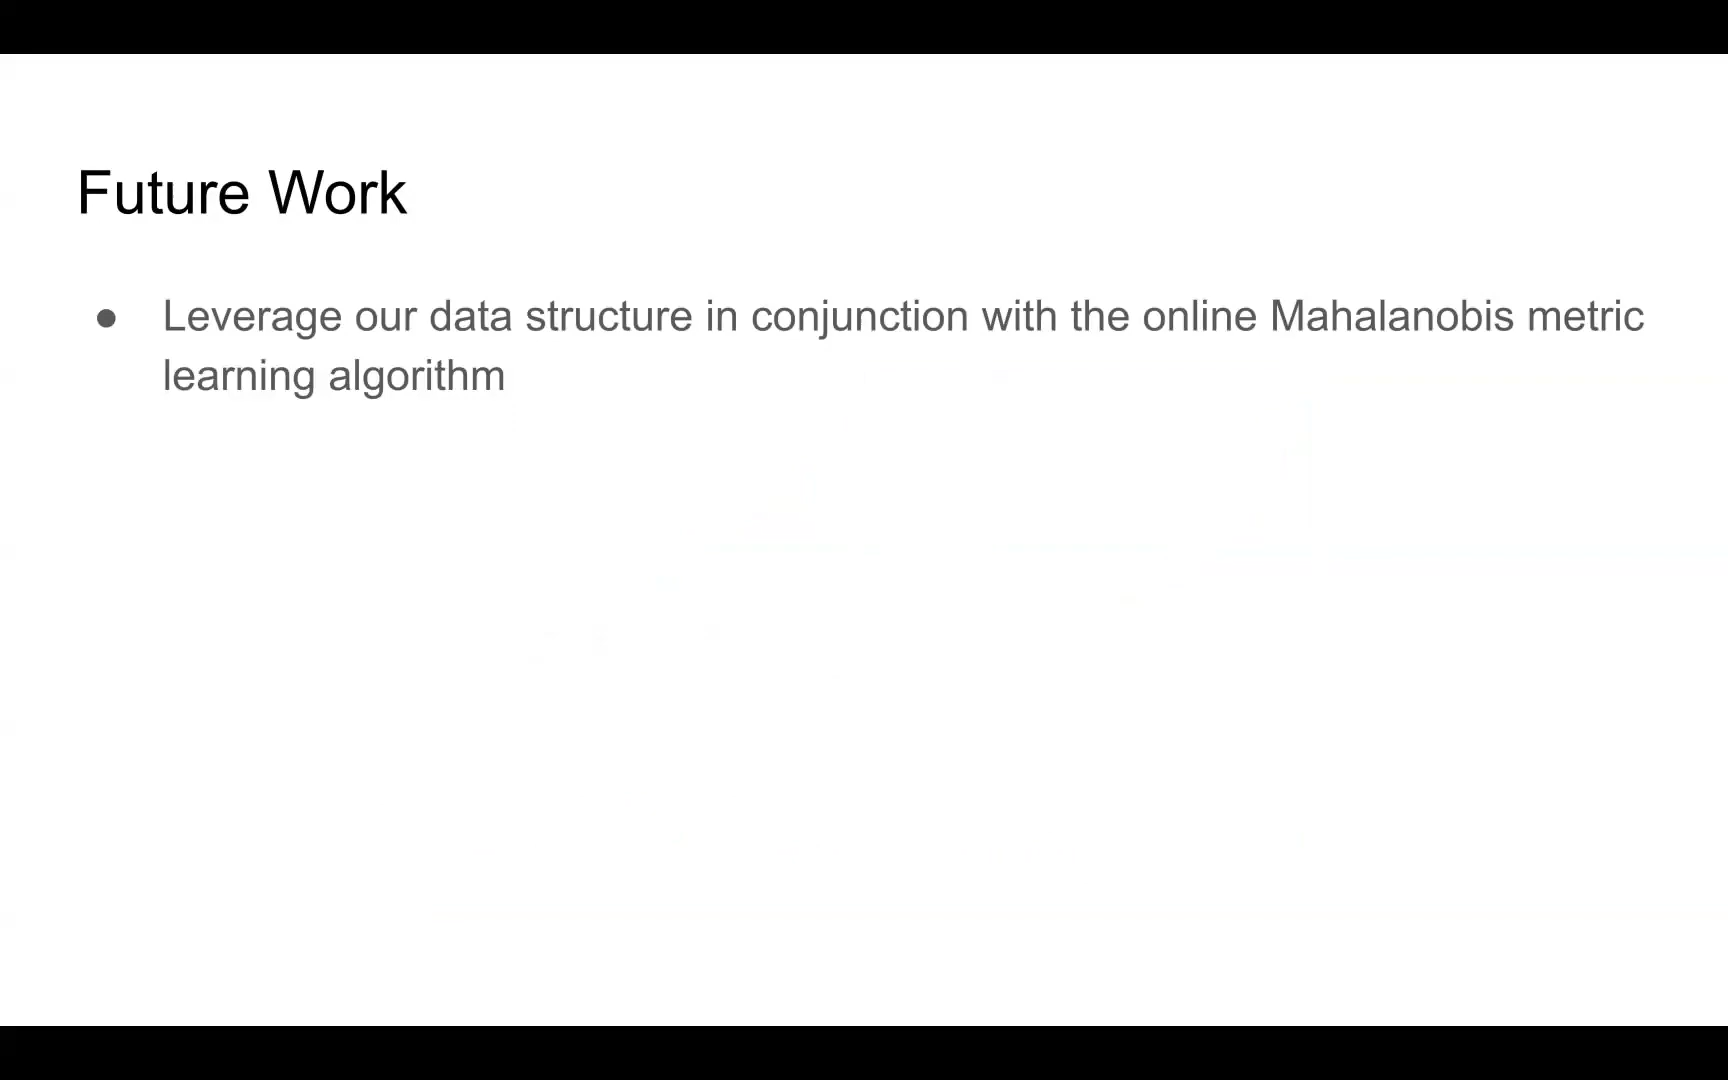 Future Work
● Leverage our data structure in conjunction with the online Mahalanobis metric
learning algorithm